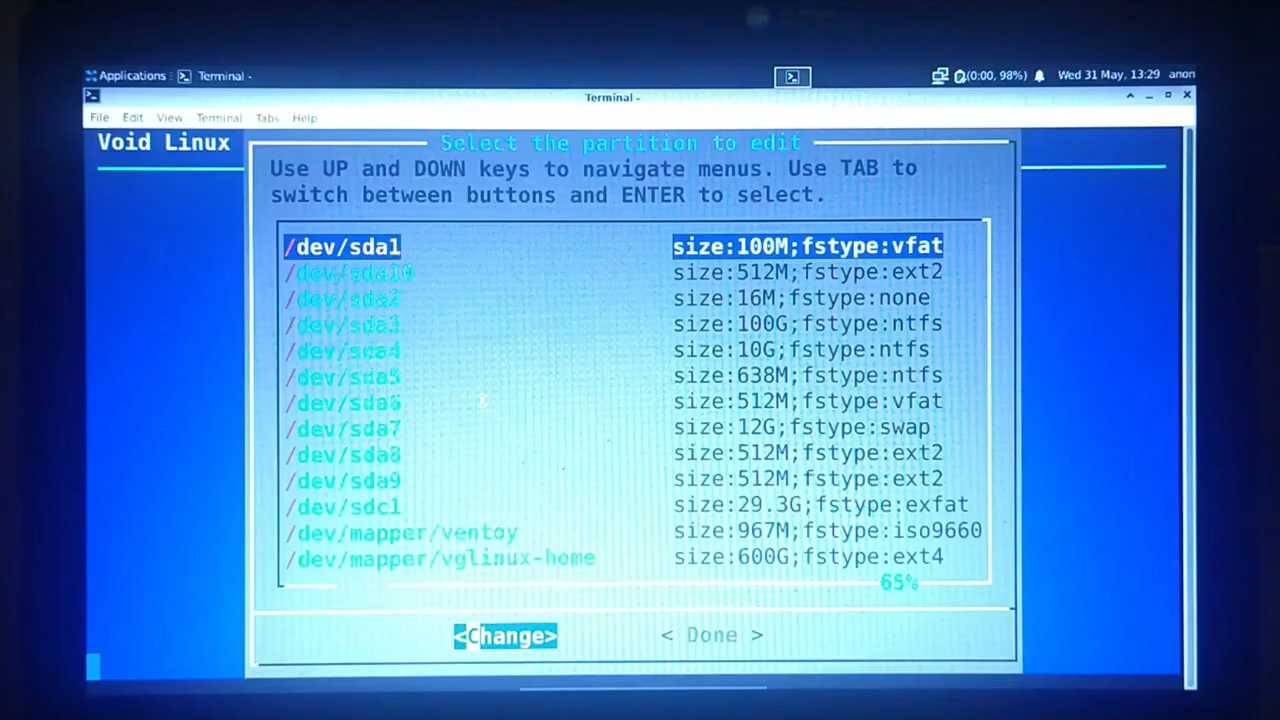 Applications Terminal - (0:00, 98%) Wed 31 May, 13:29 anon
Terminal -
File Edit View Terminal Tabs Help
Void Linux
Select the partition to edit
Use UP and DOWN keys to navigate menus. Use TAB to
switch between buttons and ENTER to select.
/dev/sda1 size:100M;fstype:vfat
/dev/sda10 size:512M;fstype:ext2
/dev/sda2 size:16M;fstype:none
/dev/sda3 size:100G;fstype:ntfs
/dev/sda4 size:10G;fstype:ntfs
/dev/sda5 size:638M;fstype:ntfs
/dev/sda6 size:512M;fstype:vfat
/dev/sda7 size:12G;fstype:swap
/dev/sda8 size:512M;fstype:ext2
/dev/sda9 size:512M;fstype:ext2
/dev/sdc1 size:29.3G;fstype:exfat
/dev/mapper/ventoy size:967M;fstype:iso9660
/dev/mapper/vglinux-home size:600G;fstype:ext4
65%
<Change> < Done >